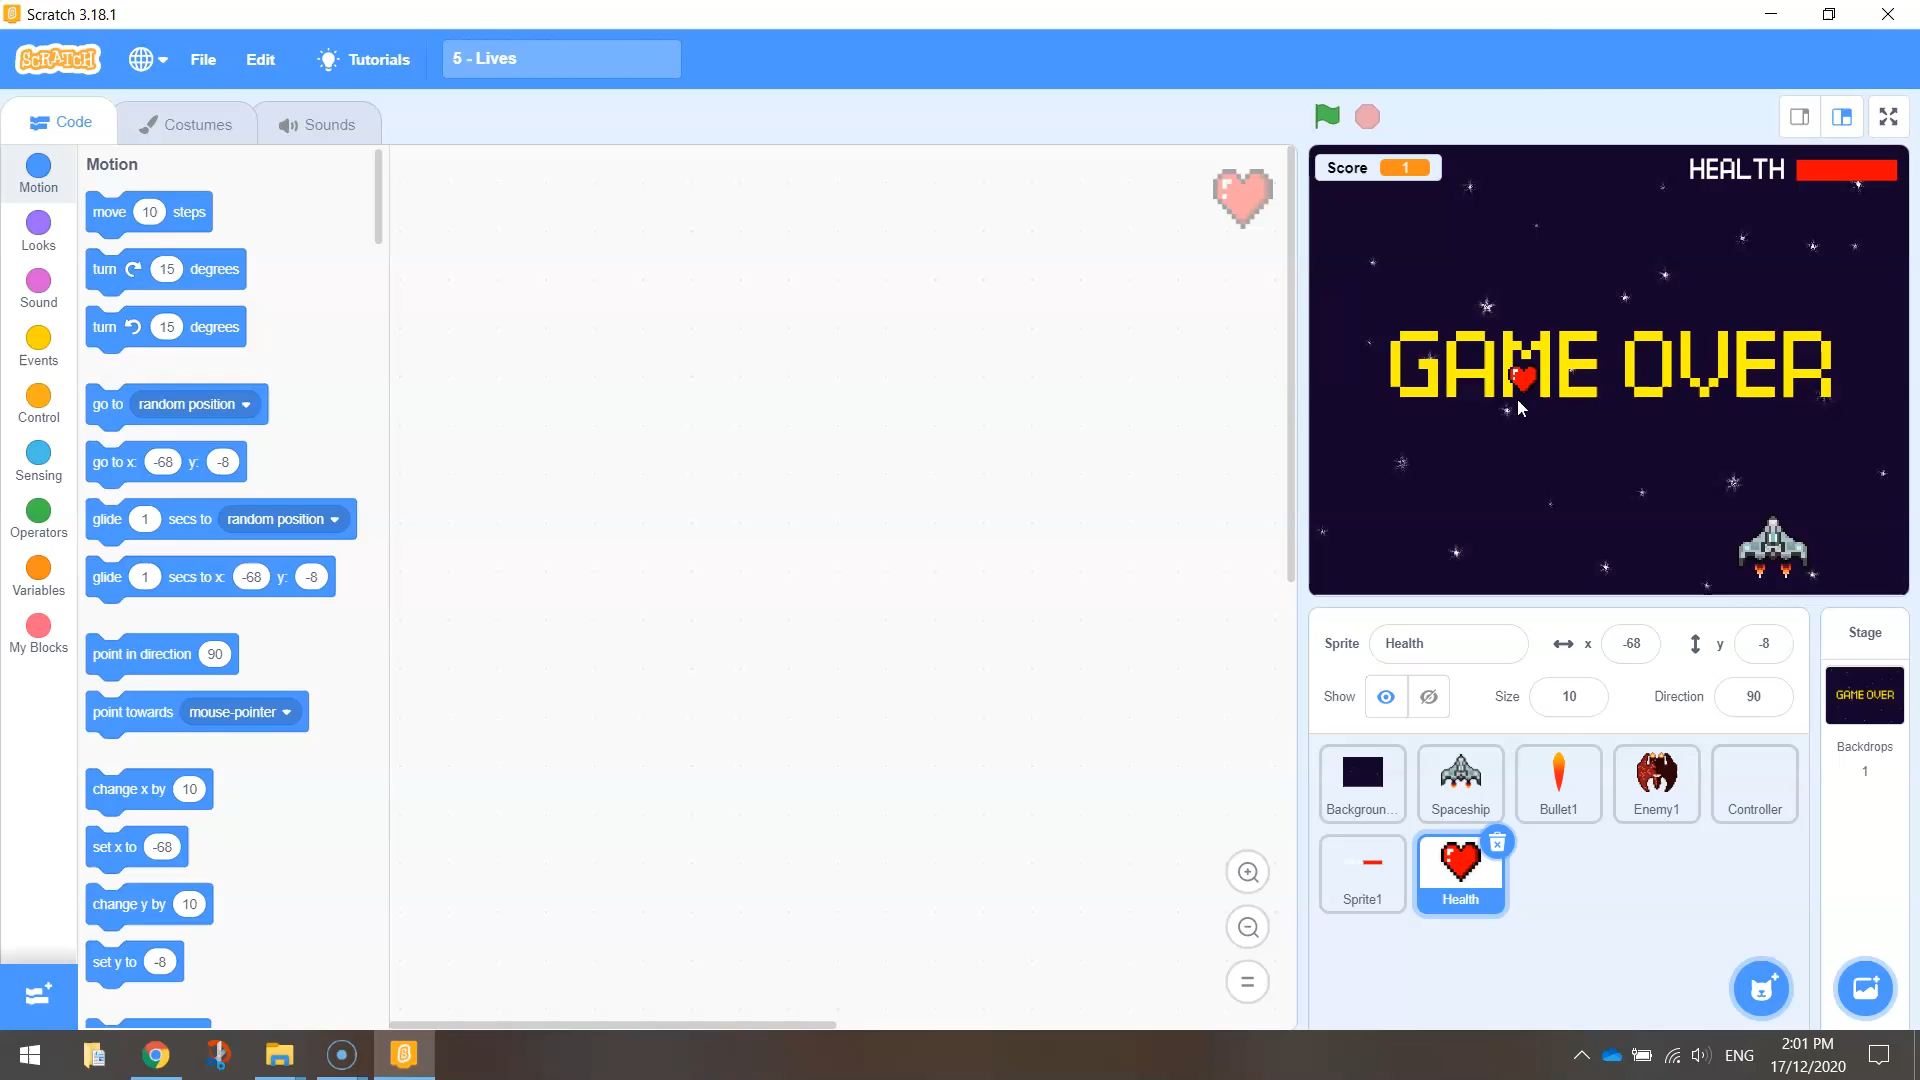 Scratch 3.18.1
SCRATCH
File
Edit
Tutorials
5 - Lives
Code
Costumes
Sounds
Motion
Looks
Sound
Events
Control
Sensing
Operators
Variables
My Blocks
Motion
move 10 steps
turn 15 degrees
turn 15 degrees
go to random position
go to x: -68 y: -8
glide 1 secs to random position
glide 1 secs to x: -68 y: -8
point in direction 90
point towards mouse-pointer
change x by 10
set x to -68
change y by 10
set y to -8
Score 1
HEALTH
GAME OVER
Sprite Health x -68 y -8
Show Size 10 Direction 90
Backgroun...
Spaceship
Bullet1
Enemy1
Controller
Sprite1
Health
Stage
GAME OVER
Backdrops
1
ENG
2:01 PM
17/12/2020